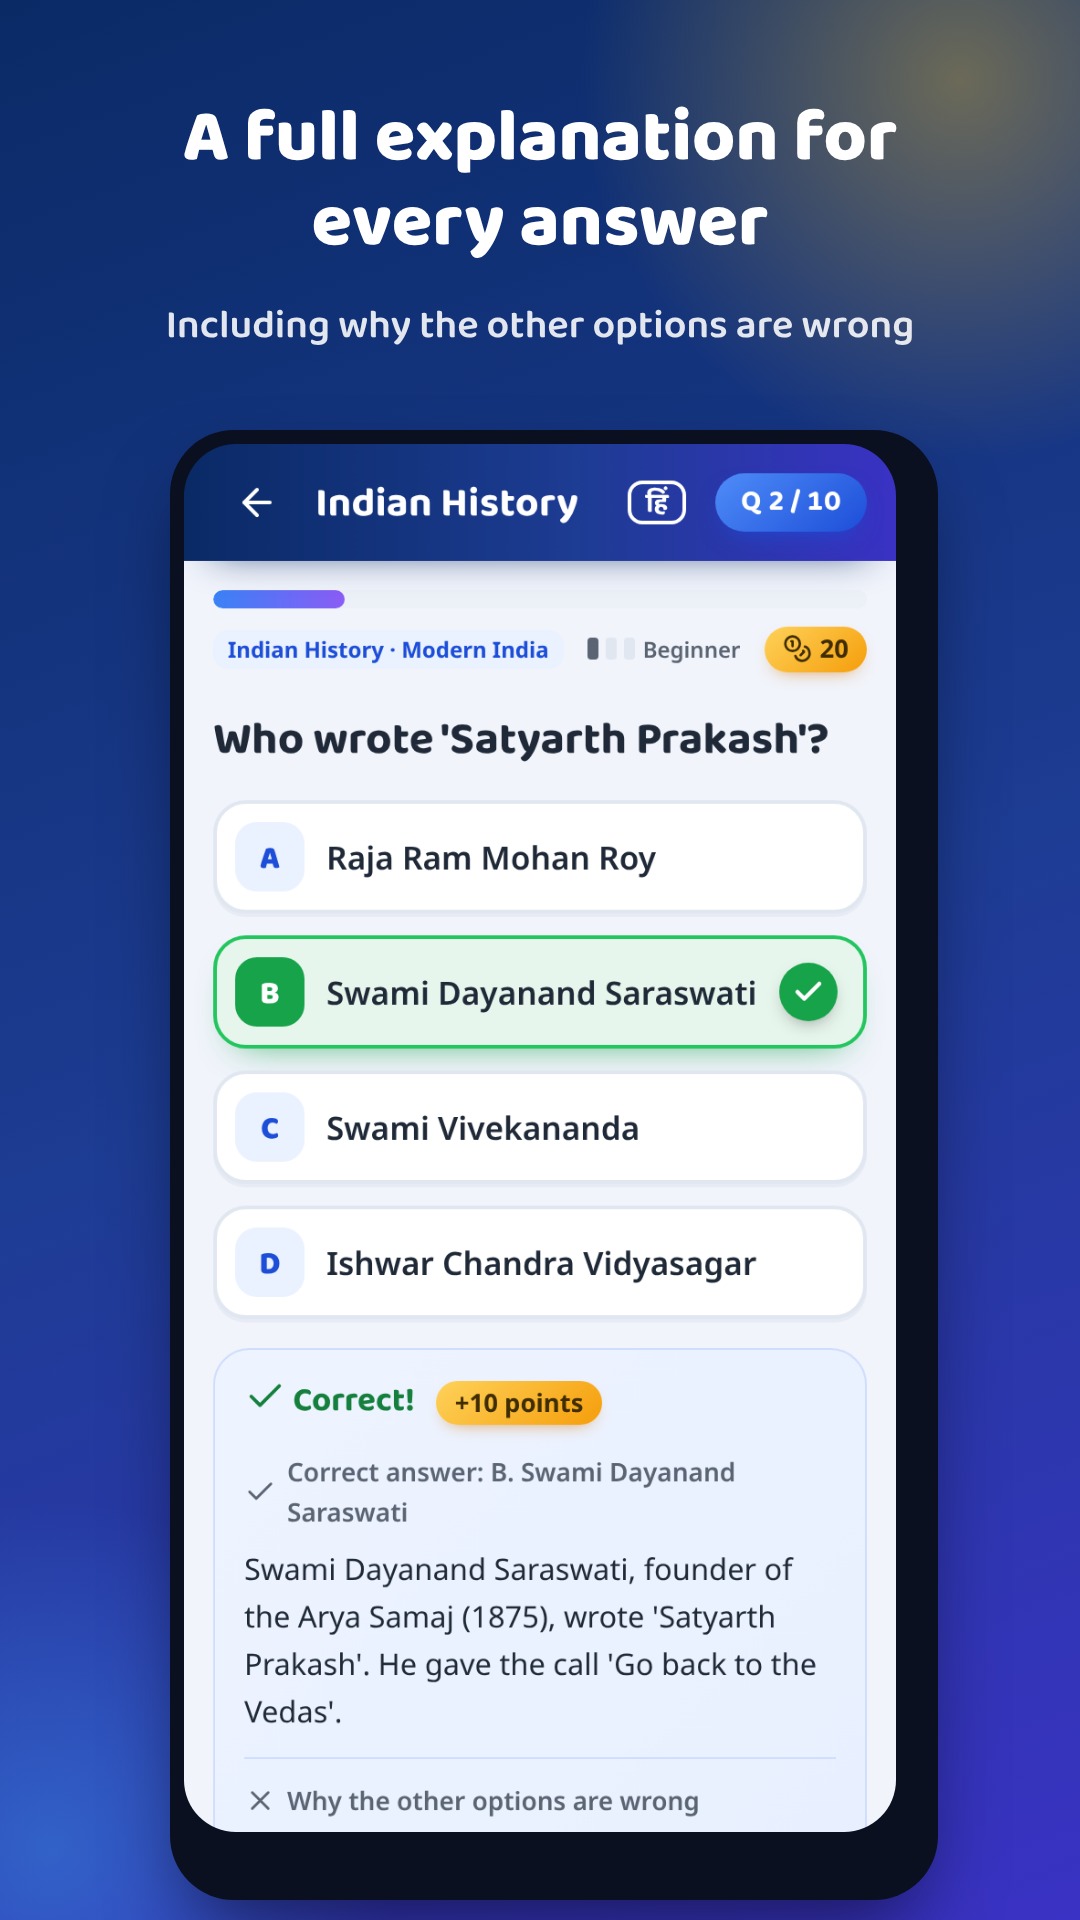 A full explanation for
every answer
Including why the other options are wrong
Indian History
हिं
Q 2 / 10
Indian History · Modern India
Beginner
20
Who wrote 'Satyarth Prakash'?
A
Raja Ram Mohan Roy
B
Swami Dayanand Saraswati
C
Swami Vivekananda
D
Ishwar Chandra Vidyasagar
Correct!
+10 points
Correct answer: B. Swami Dayanand
Saraswati
Swami Dayanand Saraswati, founder of
the Arya Samaj (1875), wrote 'Satyarth
Prakash'. He gave the call 'Go back to the
Vedas'.
Why the other options are wrong